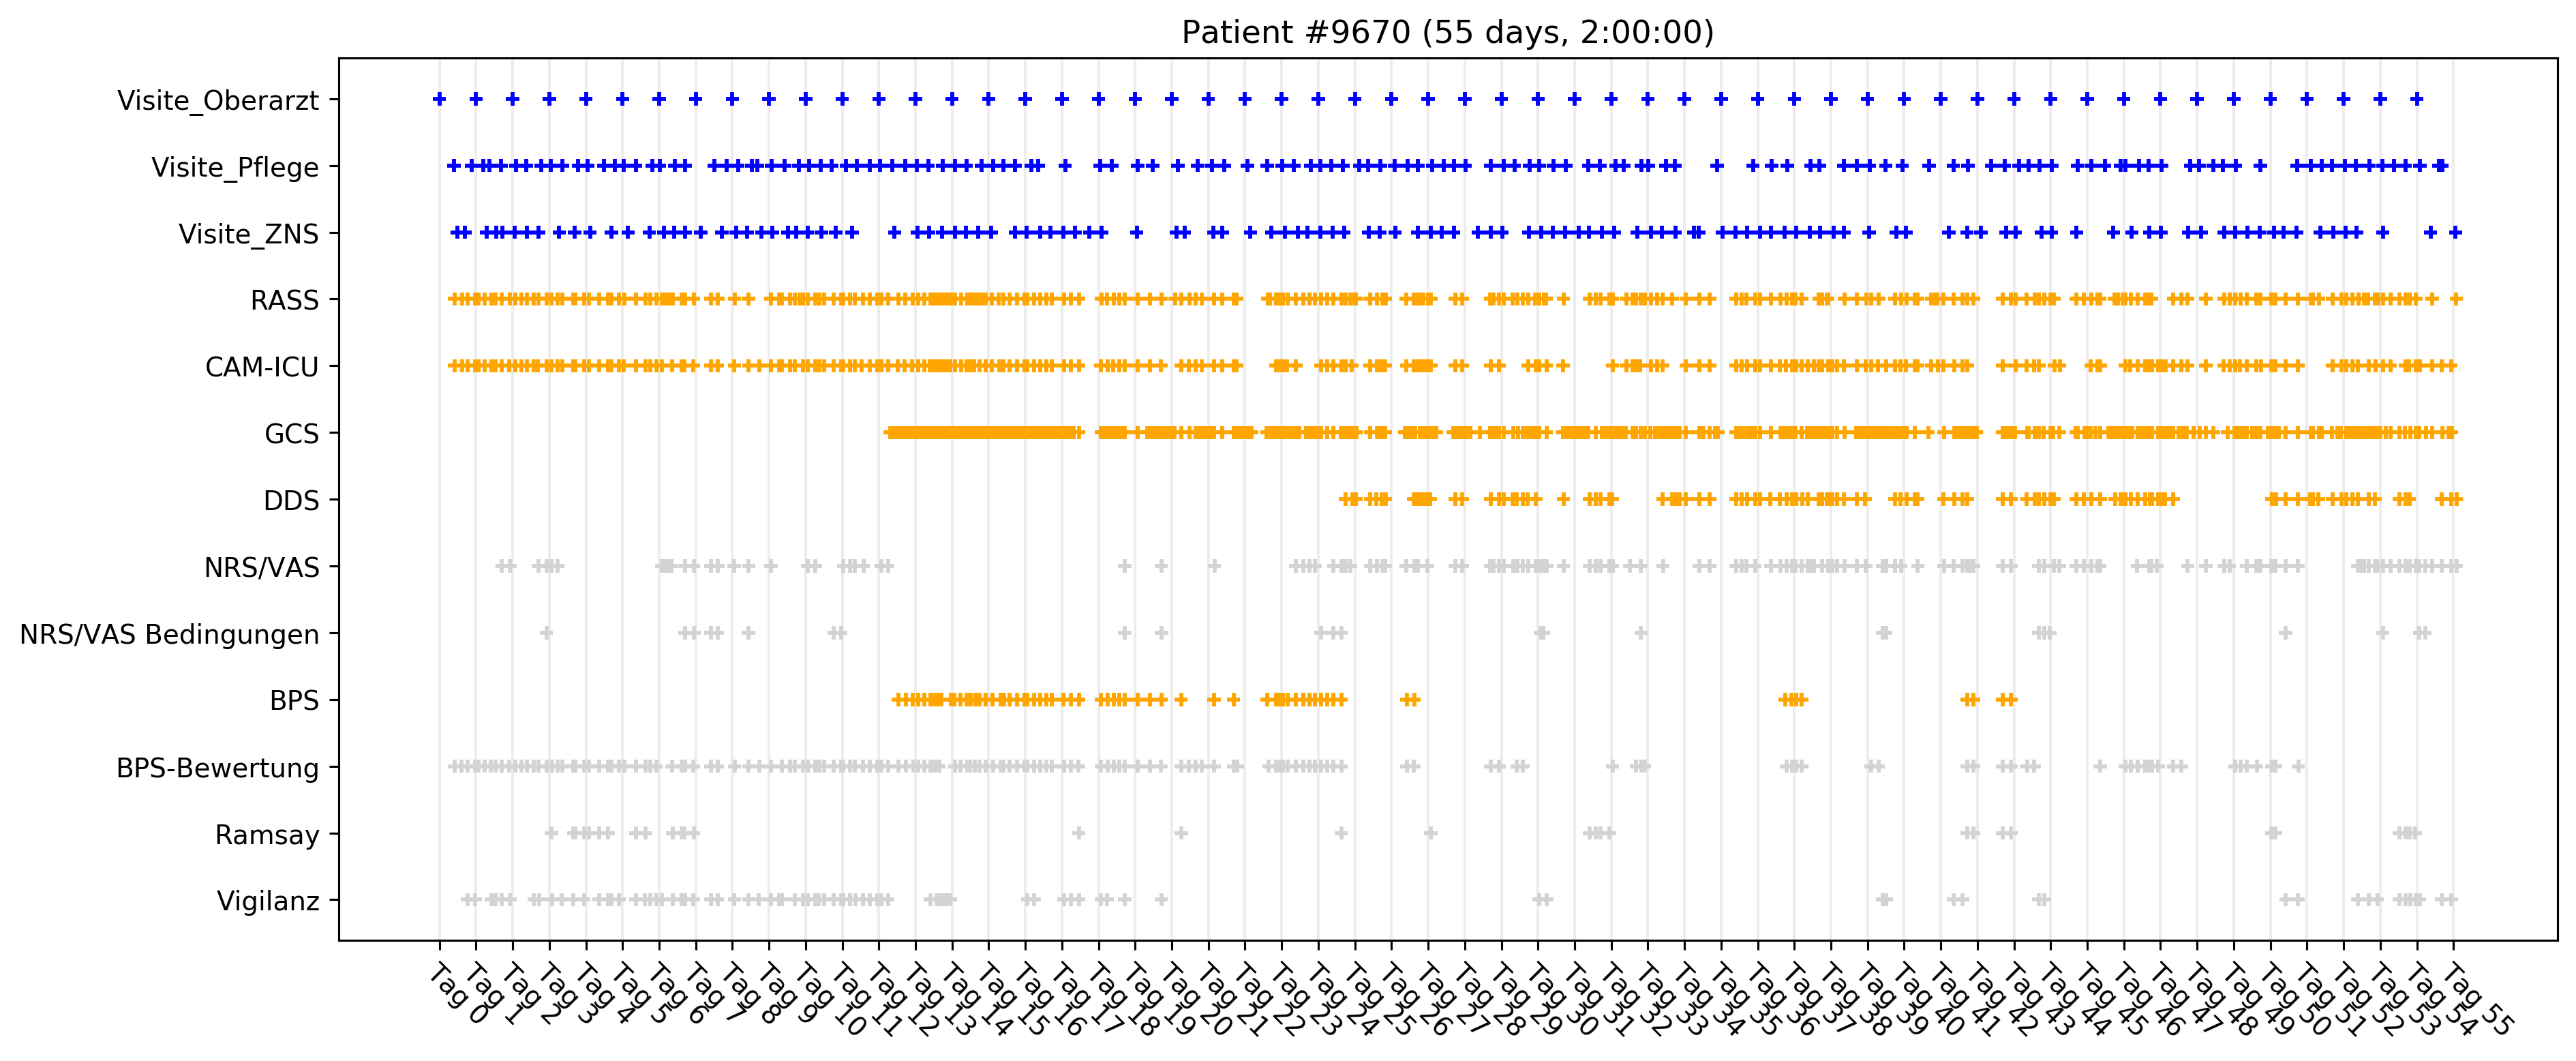 Patient #9670 (55 days, 2:00:00)
Visite_Oberarzt
Visite_Pflege
Visite_ZNS
RASS
CAM-ICU
GCS
DDS
NRS/VAS
NRS/VAS Bedingungen
BPS
BPS-Bewertung
Ramsay
Vigilanz
Tag 0
Tag 1
Tag 2
Tag 3
Tag 4
Tag 5
Tag 6
Tag 7
Tag 8
Tag 9
Tag 10
Tag 11
Tag 12
Tag 13
Tag 14
Tag 15
Tag 16
Tag 17
Tag 18
Tag 19
Tag 20
Tag 21
Tag 22
Tag 23
Tag 24
Tag 25
Tag 26
Tag 27
Tag 28
Tag 29
Tag 30
Tag 31
Tag 32
Tag 33
Tag 34
Tag 35
Tag 36
Tag 37
Tag 38
Tag 39
Tag 40
Tag 41
Tag 42
Tag 43
Tag 44
Tag 45
Tag 46
Tag 47
Tag 48
Tag 49
Tag 50
Tag 51
Tag 52
Tag 53
Tag 54
Tag 55